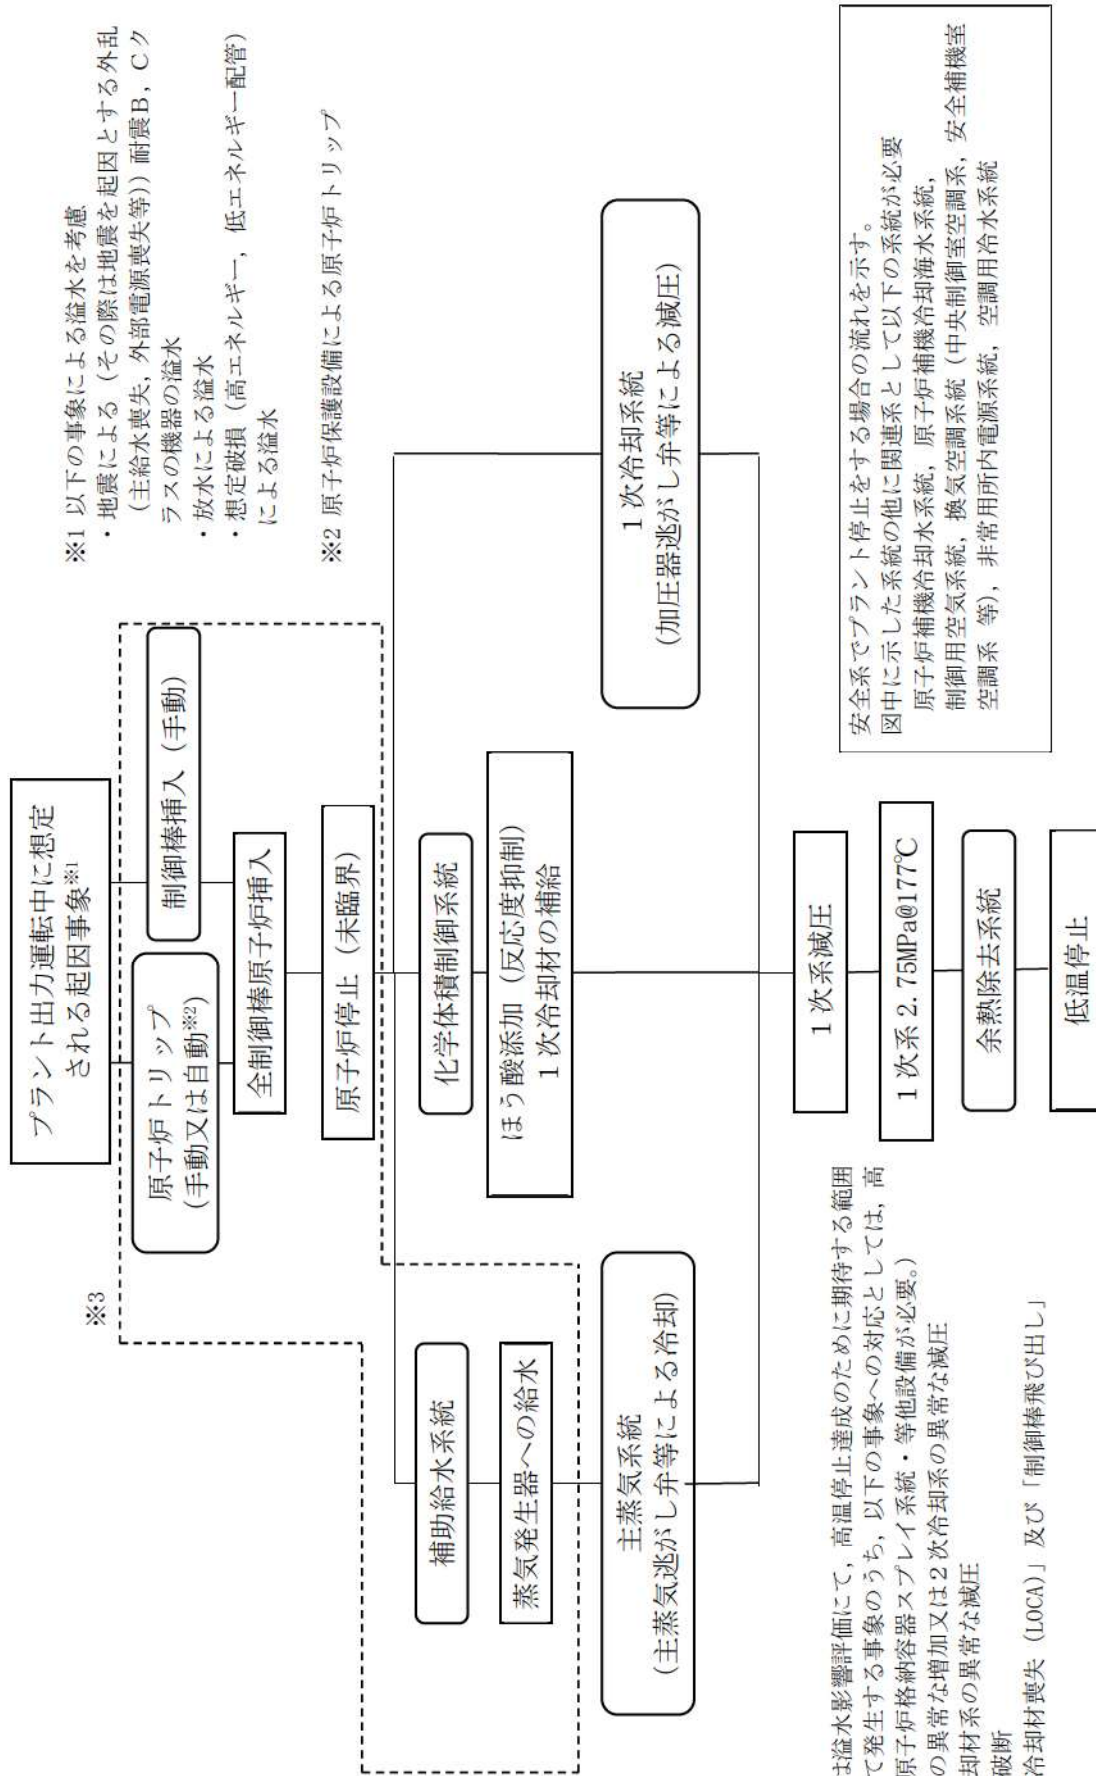 プラント出力運転中に想定
される起因事象※1
※3
原子炉トリップ
(手動又は自動※2)
制御棒挿入（手動）
全制御棒原子炉挿入
原子炉停止（未臨界）
補助給水系統
蒸気発生器への給水
主蒸気系統
(主蒸気逃がし弁等による冷却)
化学体積制御系統
ほう酸添加（反応度抑制）
１次冷却材の補給
１次冷却系統
(加圧器逃がし弁等による減圧)
１次系減圧
１次系 2.75MPa@177℃
余熱除去系統
低温停止
※1 以下の事象による溢水を考慮
・地震による（その際は地震を起因とする外乱
（主給水喪失，外部電源喪失等））耐震Ｂ，Ｃク
ラスの機器の溢水
・放水による溢水
・想定破損（高エネルギー，低エネルギー配管）
による溢水
※2 原子炉保護設備による原子炉トリップ
は溢水影響評価にて，高温停止達成のために期待する範囲
て発生する事象のうち，以下の事象への対応としては，高
原子炉格納容器スプレイ系統・等他設備が必要。）
の異常な増加又は２次冷却系の異常な減圧
却材系の異常な減圧
破断
冷却材喪失（LOCA）」及び「制御棒飛び出し」
安全系でプラント停止をする場合の流れを示す。
図中に示した系統の他に関連系として以下の系統が必要
原子炉補機冷却水系統，原子炉補機冷却海水系統，
制御用空気系統，換気空調系統（中央制御室空調系，安全補機室
空調系 等），非常用所内電源系統，空調用冷水系統